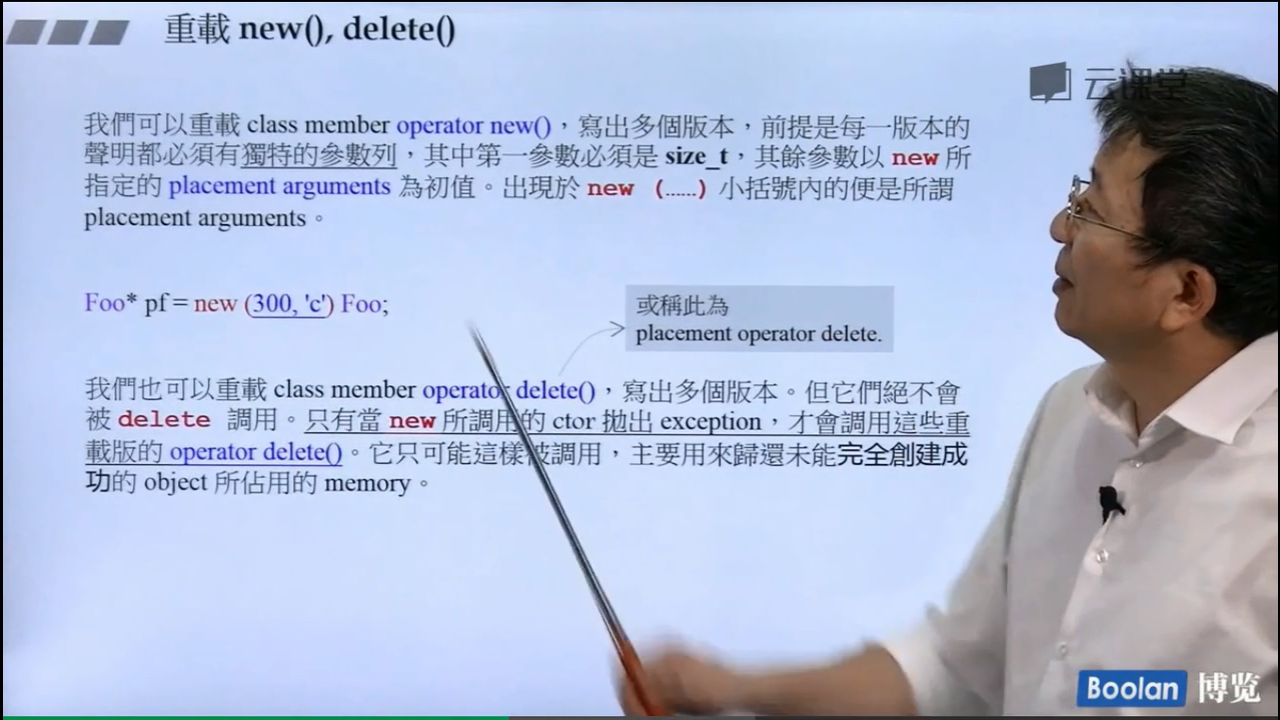 重載 new(), delete()
云课堂
我們可以重載 class member operator new()，寫出多個版本，前提是每一版本的
聲明都必須有獨特的參數列，其中第一參數必須是 size_t，其餘參數以 new 所
指定的 placement arguments 為初值。出現於 new (......) 小括號內的便是所謂
placement arguments。
Foo* pf = new (300, 'c') Foo;
或稱此為
placement operator delete.
我們也可以重載 class member operator delete()，寫出多個版本。但它們絕不會
被 delete 調用。只有當 new 所調用的 ctor 拋出 exception，才會調用這些重
載版的 operator delete()。它只可能這樣被調用，主要用來歸還未能完全創建成
功的 object 所佔用的 memory。
Boolan 博览